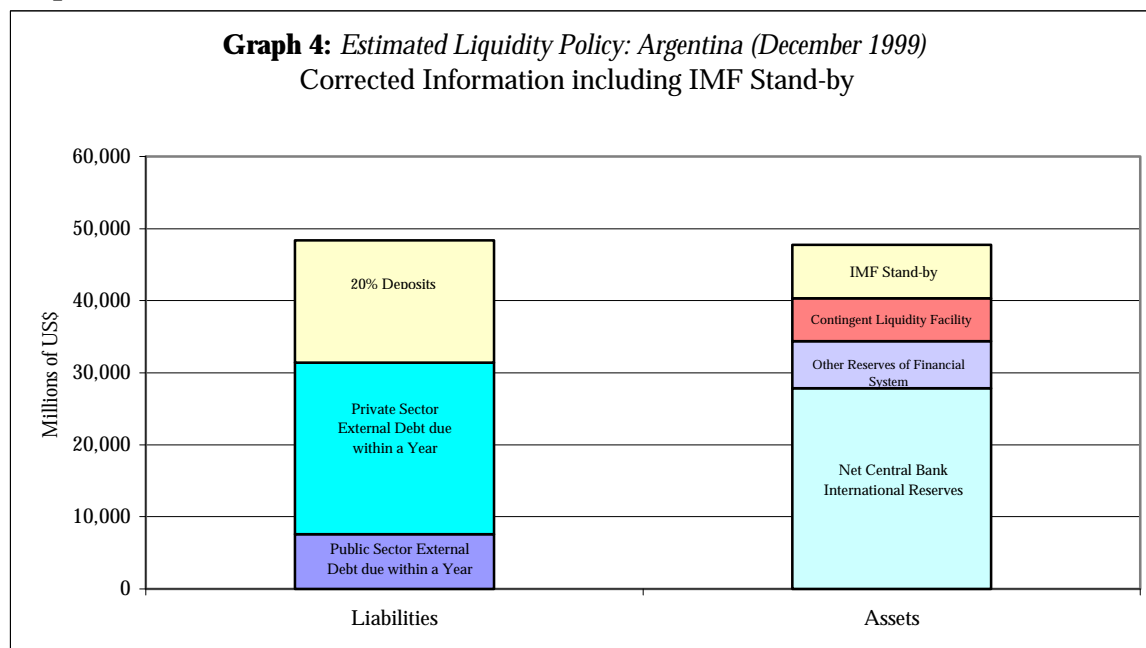 Graph 4: Estimated Liquidity Policy: Argentina (December 1999)
Corrected Information including IMF Stand-by
60,000
50,000
40,000
30,000
20,000
10,000
0
Millions of US$
20% Deposits
Private Sector
External Debt due
within a Year
Public Sector External
Debt due within a Year
IMF Stand-by
Contingent Liquidity Facility
Other Reserves of Financial
System
Net Central Bank
International Reserves
Liabilities
Assets